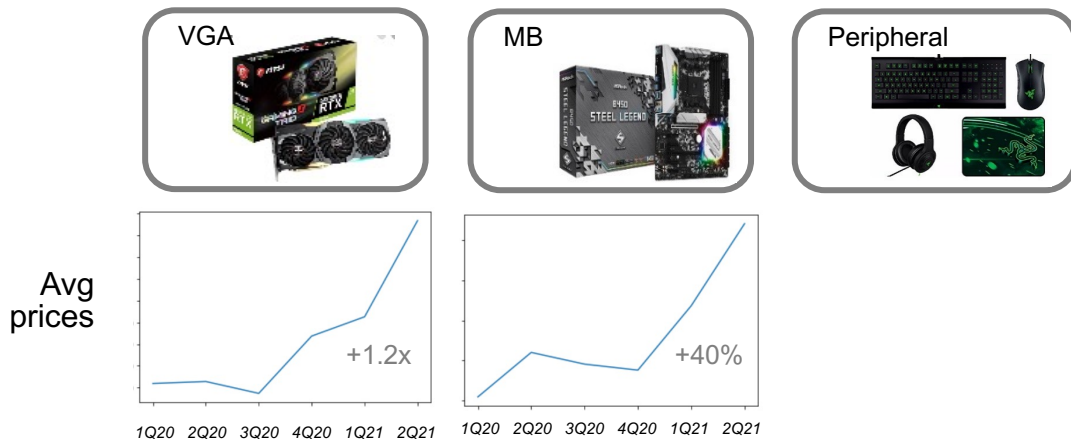 VGA
MB
Peripheral
msi
GAMING X
TRIO
RTX
B450
STEEL LEGEND
Avg
prices
+1.2x
+40%
1Q20 2Q20 3Q20 4Q20 1Q21 2Q21
1Q20 2Q20 3Q20 4Q20 1Q21 2Q21